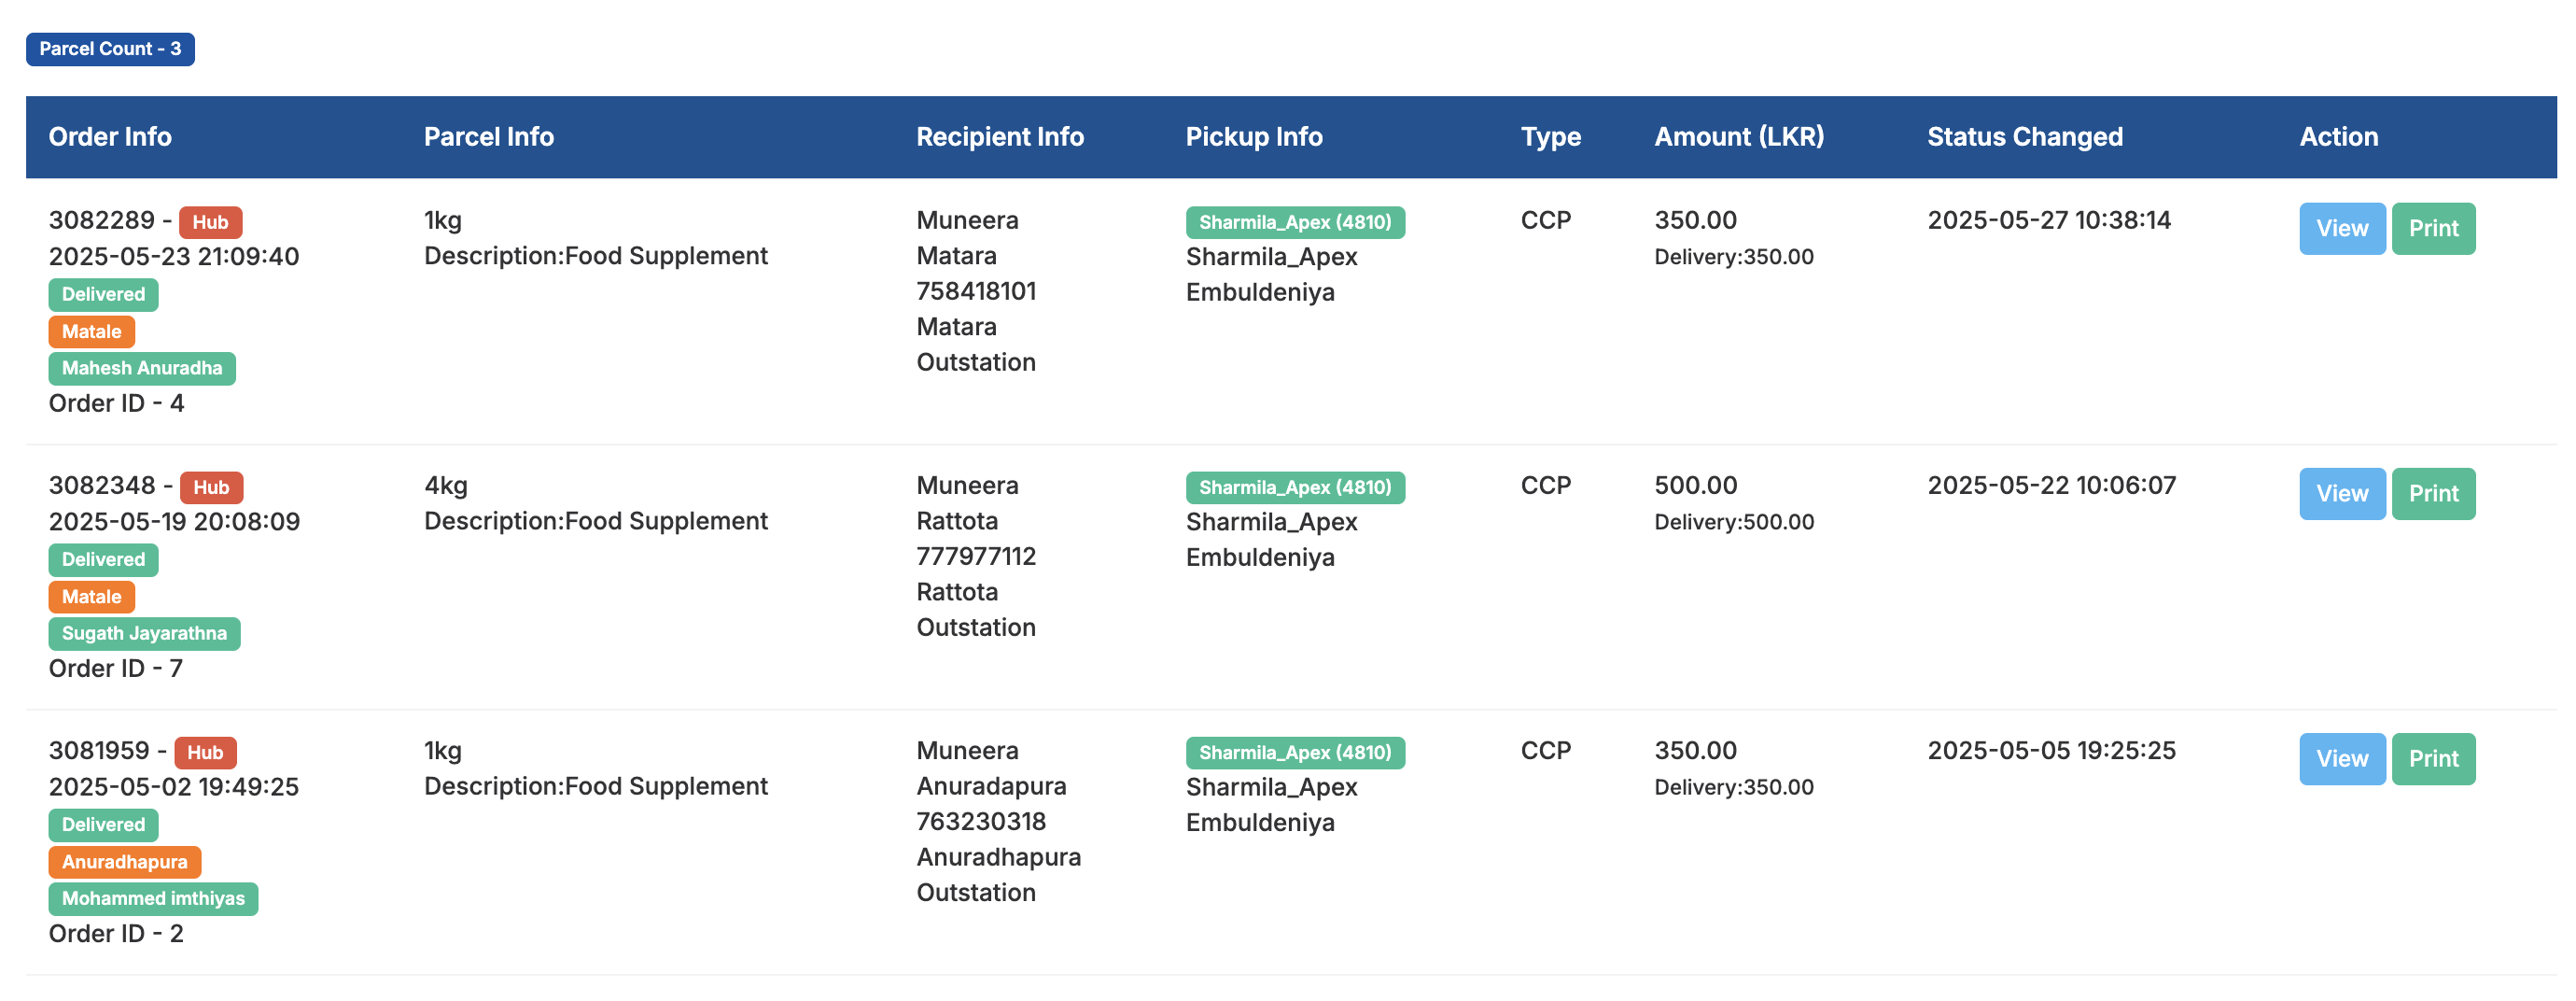 Parcel Count - 3
Order Info Parcel Info Recipient Info Pickup Info Type Amount (LKR) Status Changed Action
3082289 - Hub
2025-05-23 21:09:40
Delivered
Matale
Mahesh Anuradha
Order ID - 4
1kg
Description:Food Supplement
Muneera
Matara
758418101
Matara
Outstation
Sharmila_Apex (4810)
Sharmila_Apex
Embuldeniya
CCP
350.00
Delivery:350.00
2025-05-27 10:38:14
View Print
3082348 - Hub
2025-05-19 20:08:09
Delivered
Matale
Sugath Jayarathna
Order ID - 7
4kg
Description:Food Supplement
Muneera
Rattota
777977112
Rattota
Outstation
Sharmila_Apex (4810)
Sharmila_Apex
Embuldeniya
CCP
500.00
Delivery:500.00
2025-05-22 10:06:07
View Print
3081959 - Hub
2025-05-02 19:49:25
Delivered
Anuradhapura
Mohammed imthiyas
Order ID - 2
1kg
Description:Food Supplement
Muneera
Anuradapura
763230318
Anuradhapura
Outstation
Sharmila_Apex (4810)
Sharmila_Apex
Embuldeniya
CCP
350.00
Delivery:350.00
2025-05-05 19:25:25
View Print